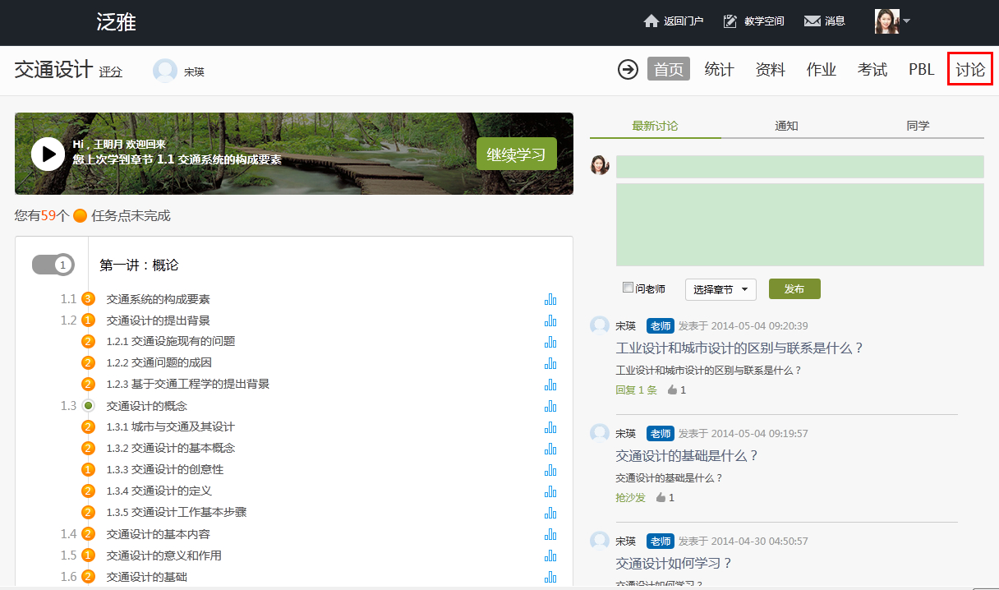 泛雅
返回门户 教学空间 消息
交通设计 评分 宋瑛
首页 统计 资料 作业 考试 PBL 讨论
Hi，王明月 欢迎回来
您上次学到章节 1.1 交通系统的构成要素
继续学习
您有59个 任务点未完成
1 第一讲：概论
1.1 3 交通系统的构成要素
1.2 1 交通设计的提出背景
2 1.2.1 交通设施现有的问题
2 1.2.2 交通问题的成因
2 1.2.3 基于交通工程学的提出背景
1.3 交通设计的概念
2 1.3.1 城市与交通及其设计
2 1.3.2 交通设计的基本概念
1 1.3.3 交通设计的创意性
2 1.3.4 交通设计的定义
2 1.3.5 交通设计工作基本步骤
1.4 2 交通设计的基本内容
1.5 1 交通设计的意义和作用
1.6 2 交通设计的基础
最新讨论 通知 同学
问老师 选择章节 发布
宋瑛 老师 发表于 2014-05-04 09:20:39
工业设计和城市设计的区别与联系是什么？
工业设计和城市设计的区别与联系是什么？
回复 1 条 1
宋瑛 老师 发表于 2014-05-04 09:19:57
交通设计的基础是什么？
交通设计的基础是什么？
抢沙发 1
宋瑛 老师 发表于 2014-04-30 04:50:57
交通设计如何学习？
交通设计如何学习？